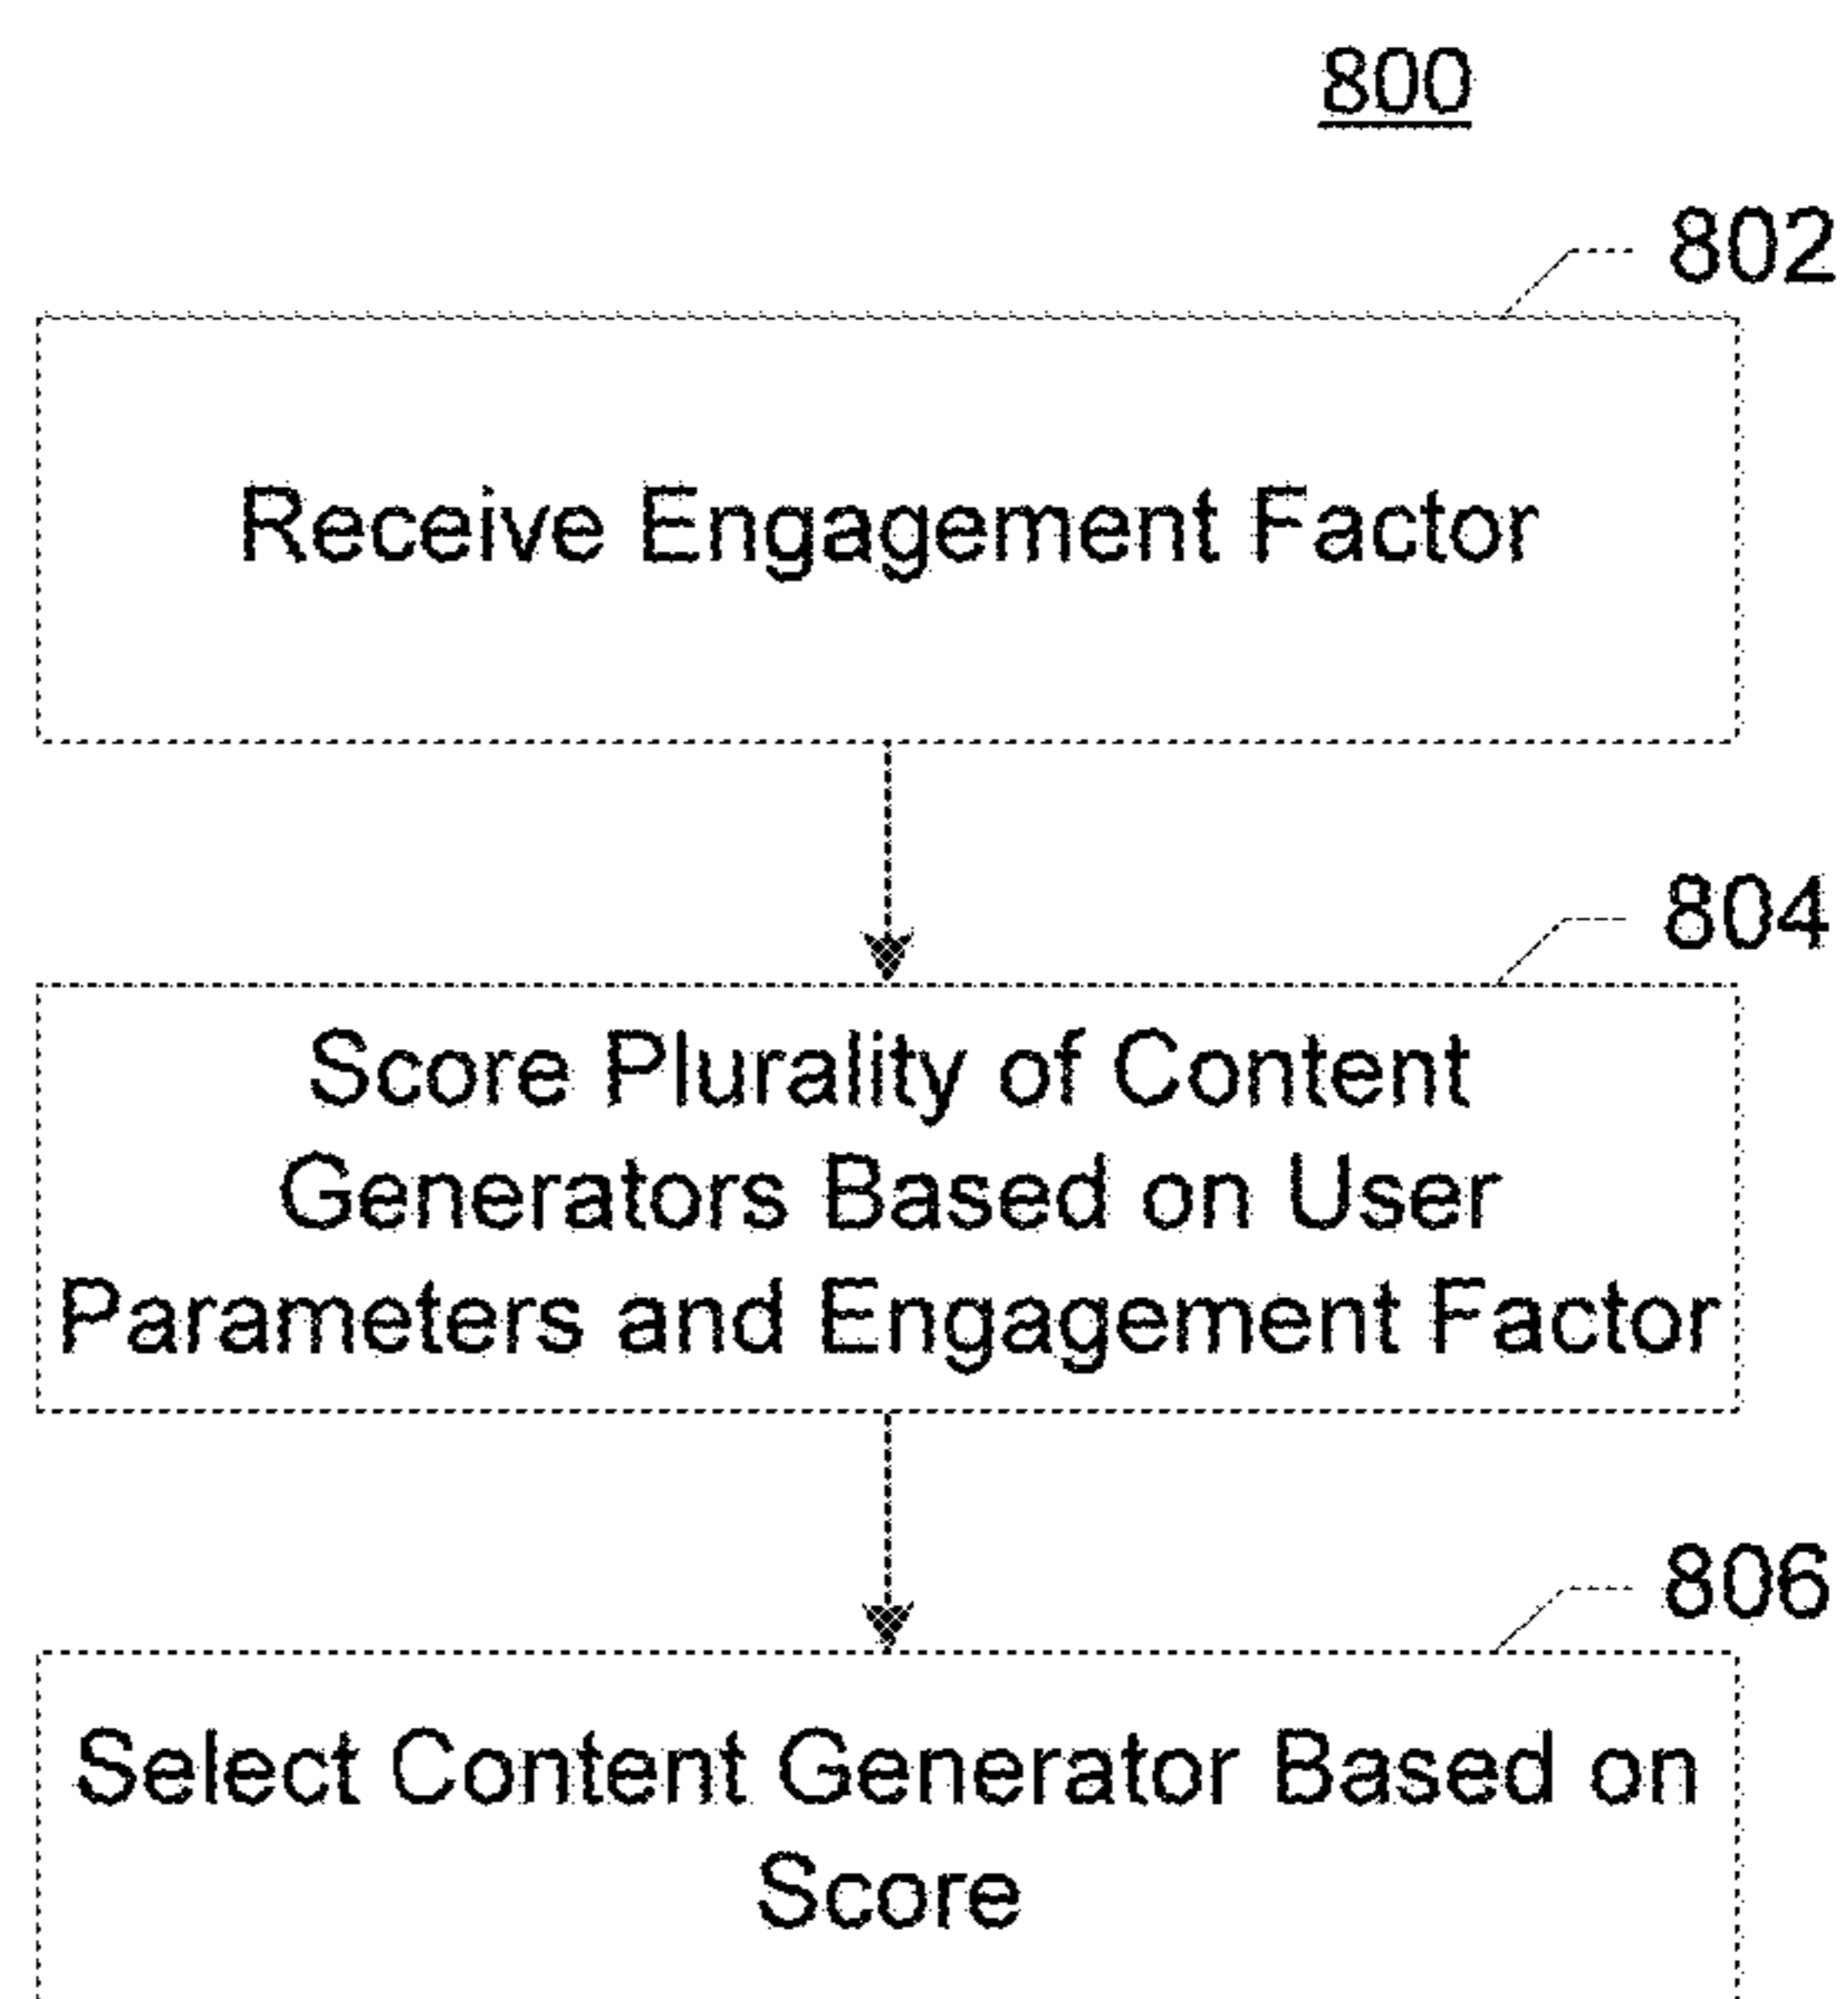 800
802
Receive Engagement Factor
804
Score Plurality of Content
Generators Based on User
Parameters and Engagement Factor
806
Select Content Generator Based on
Score